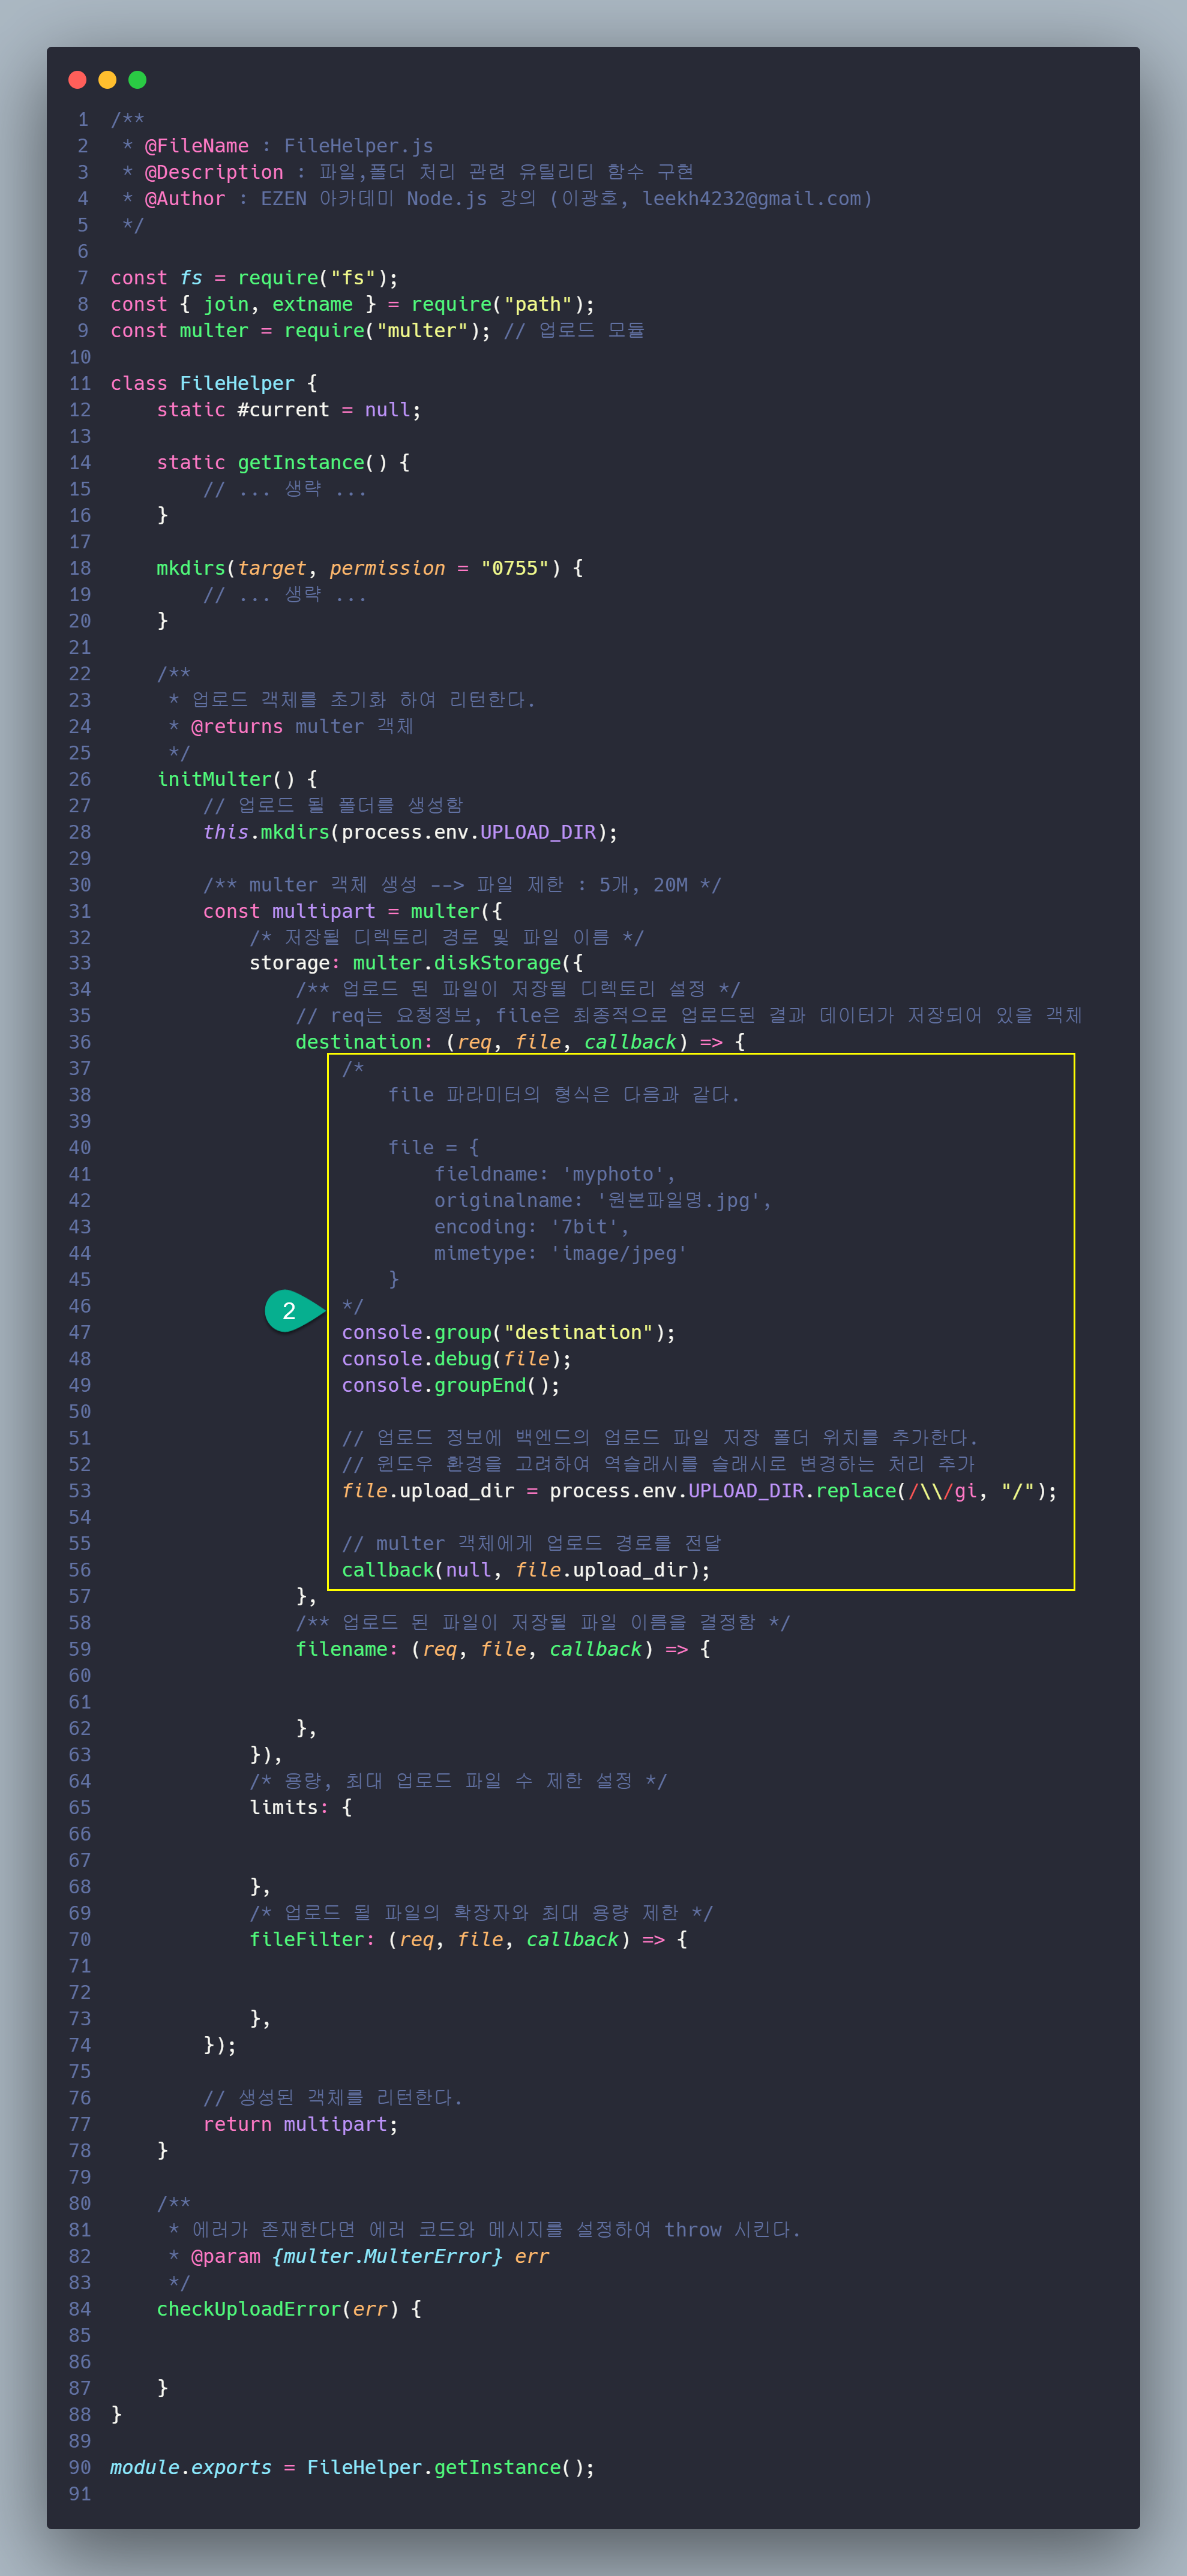 1 /**
2  * @FileName : FileHelper.js
3  * @Description : 파일,폴더 처리 관련 유틸리티 함수 구현
4  * @Author : EZEN 아카데미 Node.js 강의 (이광호, leekh4232@gmail.com)
5  */
6
7 const fs = require("fs");
8 const { join, extname } = require("path");
9 const multer = require("multer"); // 업로드 모듈
10
11 class FileHelper {
12     static #current = null;
13
14     static getInstance() {
15         // ... 생략 ...
16     }
17
18     mkdirs(target, permission = "0755") {
19         // ... 생략 ...
20     }
21
22     /**
23      * 업로드 객체를 초기화 하여 리턴한다.
24      * @returns multer 객체
25      */
26     initMulter() {
27         // 업로드 될 폴더를 생성함
28         this.mkdirs(process.env.UPLOAD_DIR);
29
30         /** multer 객체 생성 --> 파일 제한 : 5개, 20M */
31         const multipart = multer({
32             /* 저장될 디렉토리 경로 및 파일 이름 */
33             storage: multer.diskStorage({
34                 /** 업로드 된 파일이 저장될 디렉토리 설정 */
35                 // req는 요청정보, file은 최종적으로 업로드된 결과 데이터가 저장되어 있을 객체
36                 destination: (req, file, callback) => {
37                     /*
38                         file 파라미터의 형식은 다음과 같다.
39
40                         file = {
41                             fieldname: 'myphoto',
42                             originalname: '원본파일명.jpg',
43                             encoding: '7bit',
44                             mimetype: 'image/jpeg'
45                         }
2
46                     */
47                     console.group("destination");
48                     console.debug(file);
49                     console.groupEnd();
50
51                     // 업로드 정보에 백엔드의 업로드 파일 저장 폴더 위치를 추가한다.
52                     // 윈도우 환경을 고려하여 역슬래시를 슬래시로 변경하는 처리 추가
53                     file.upload_dir = process.env.UPLOAD_DIR.replace(/\\/gi, "/");
54
55                     // multer 객체에게 업로드 경로를 전달
56                     callback(null, file.upload_dir);
57                 },
58                 /** 업로드 된 파일이 저장될 파일 이름을 결정함 */
59                 filename: (req, file, callback) => {
60
61
62                 },
63             }),
64             /* 용량, 최대 업로드 파일 수 제한 설정 */
65             limits: {
66
67
68             },
69             /* 업로드 될 파일의 확장자와 최대 용량 제한 */
70             fileFilter: (req, file, callback) => {
71
72
73             },
74         });
75
76         // 생성된 객체를 리턴한다.
77         return multipart;
78     }
79
80     /**
81      * 에러가 존재한다면 에러 코드와 메시지를 설정하여 throw 시킨다.
82      * @param {multer.MulterError} err
83      */
84     checkUploadError(err) {
85
86
87     }
88 }
89
90 module.exports = FileHelper.getInstance();
91